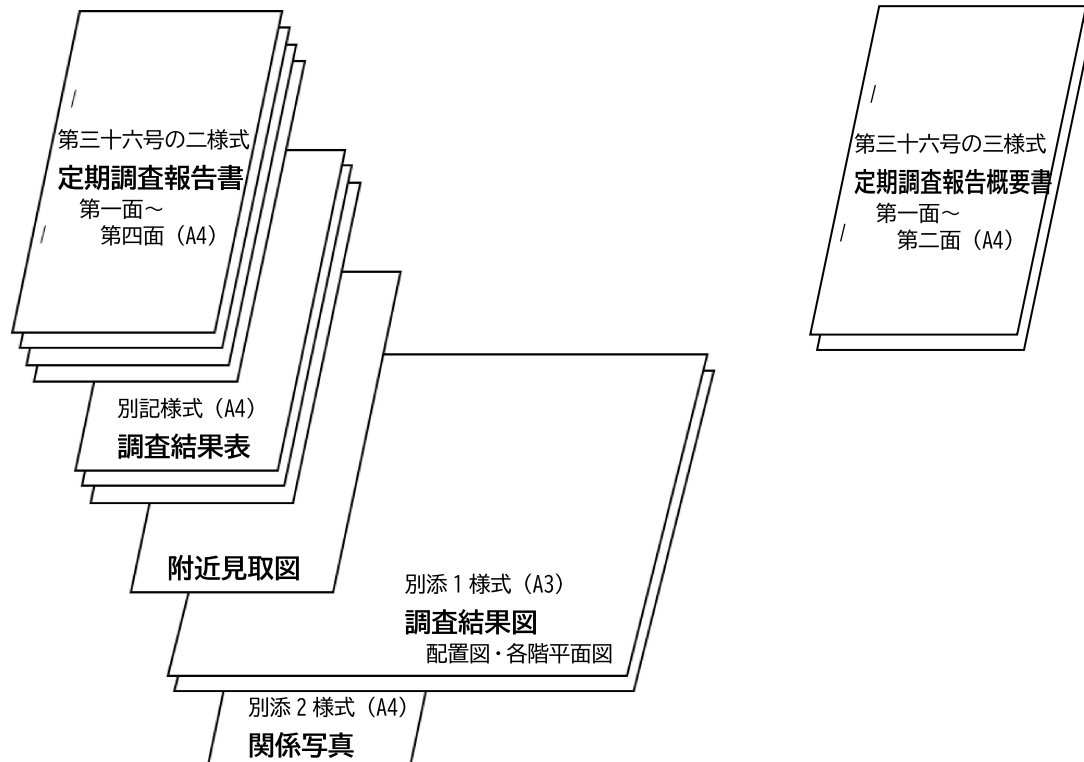 第三十六号の二様式
定期調査報告書
第一面～
第四面（A4）
別記様式（A4）
調査結果表
附近見取図
別添1様式（A3）
調査結果図
配置図・各階平面図
別添2様式（A4）
関係写真
第三十六号の三様式
定期調査報告概要書
第一面～
第二面（A4）